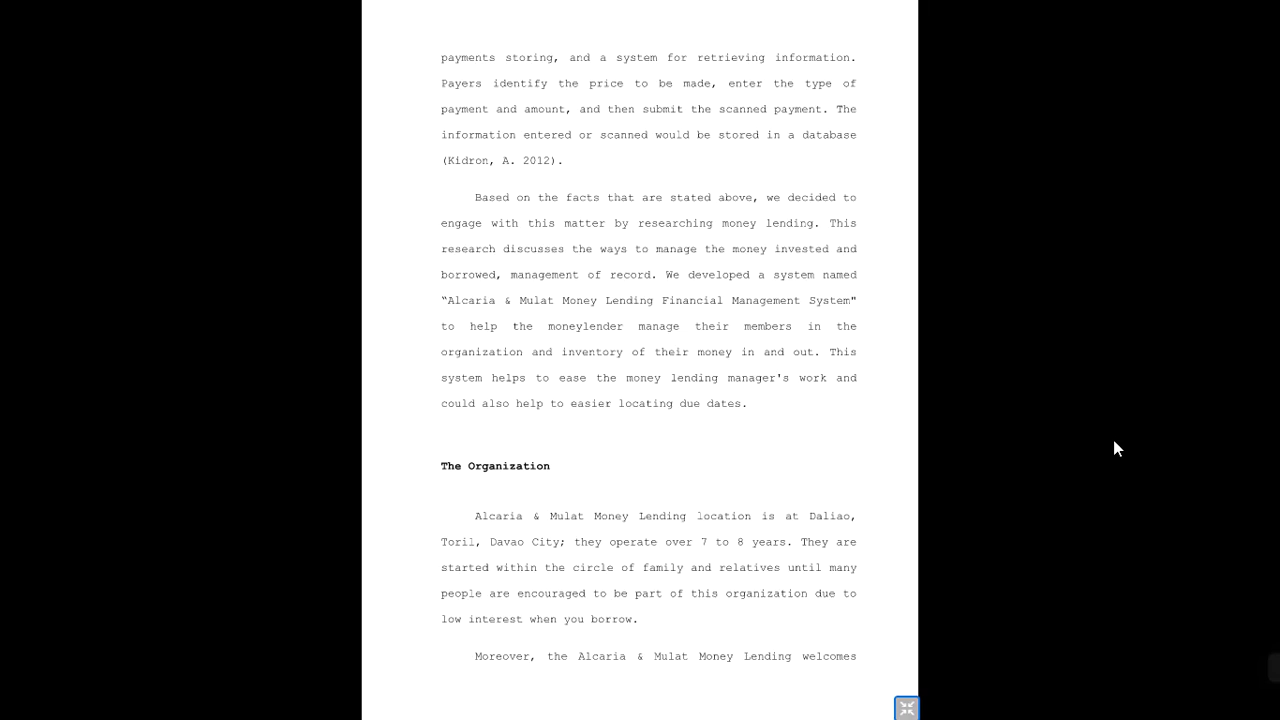 payments storing, and a system for retrieving information.
Payers identify the price to be made, enter the type of
payment and amount, and then submit the scanned payment. The
information entered or scanned would be stored in a database
(Kidron, A. 2012).
Based on the facts that are stated above, we decided to
engage with this matter by researching money lending. This
research discusses the ways to manage the money invested and
borrowed, management of record. We developed a system named
“Alcaria & Mulat Money Lending Financial Management System"
to help the moneylender manage their members in the
organization and inventory of their money in and out. This
system helps to ease the money lending manager's work and
could also help to easier locating due dates.
The Organization
Alcaria & Mulat Money Lending location is at Daliao,
Toril, Davao City; they operate over 7 to 8 years. They are
started within the circle of family and relatives until many
people are encouraged to be part of this organization due to
low interest when you borrow.
Moreover, the Alcaria & Mulat Money Lending welcomes